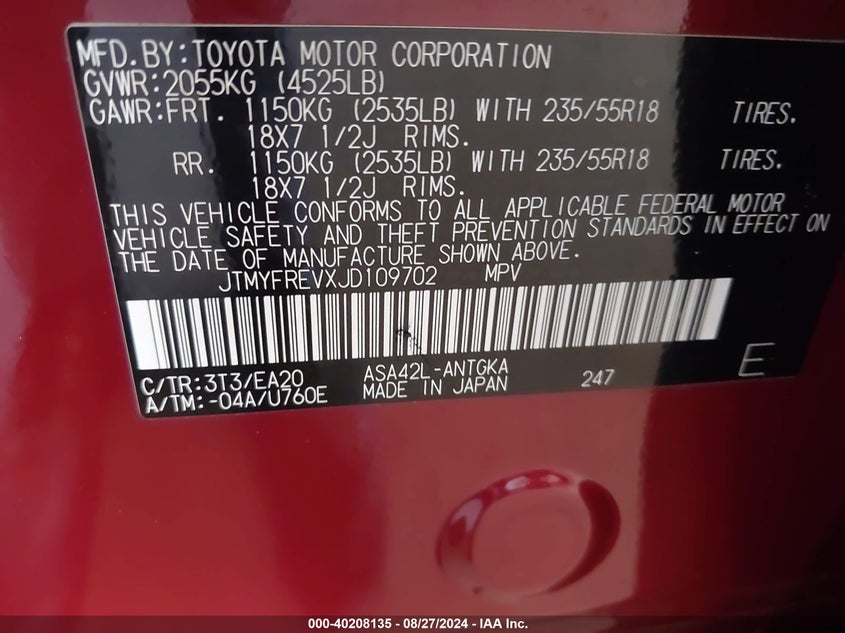 MFD.BY:TOYOTA MOTOR CORPORATION
GVWR:2055KG (4525LB)
GAWR:FRT. 1150KG (2535LB) WITH 235/55R18 TIRES.
18X7 1/2J RIMS.
RR. 1150KG (2535LB) WITH 235/55R18 TIRES.
18X7 1/2J RIMS.
THIS VEHICLE CONFORMS TO ALL APPLICABLE FEDERAL MOTOR
VEHICLE SAFETY AND THEFT PREVENTION STANDARDS IN EFFECT ON
THE DATE OF MANUFACTURE SHOWN ABOVE.
JTMYFREVXJD109702 MPV
C/TR:3T3/EA20 ASA42L-ANTGKA 247 E
A/TM:-04A/U760E MADE IN JAPAN
000-40208135 - 08/27/2024 - IAA Inc.